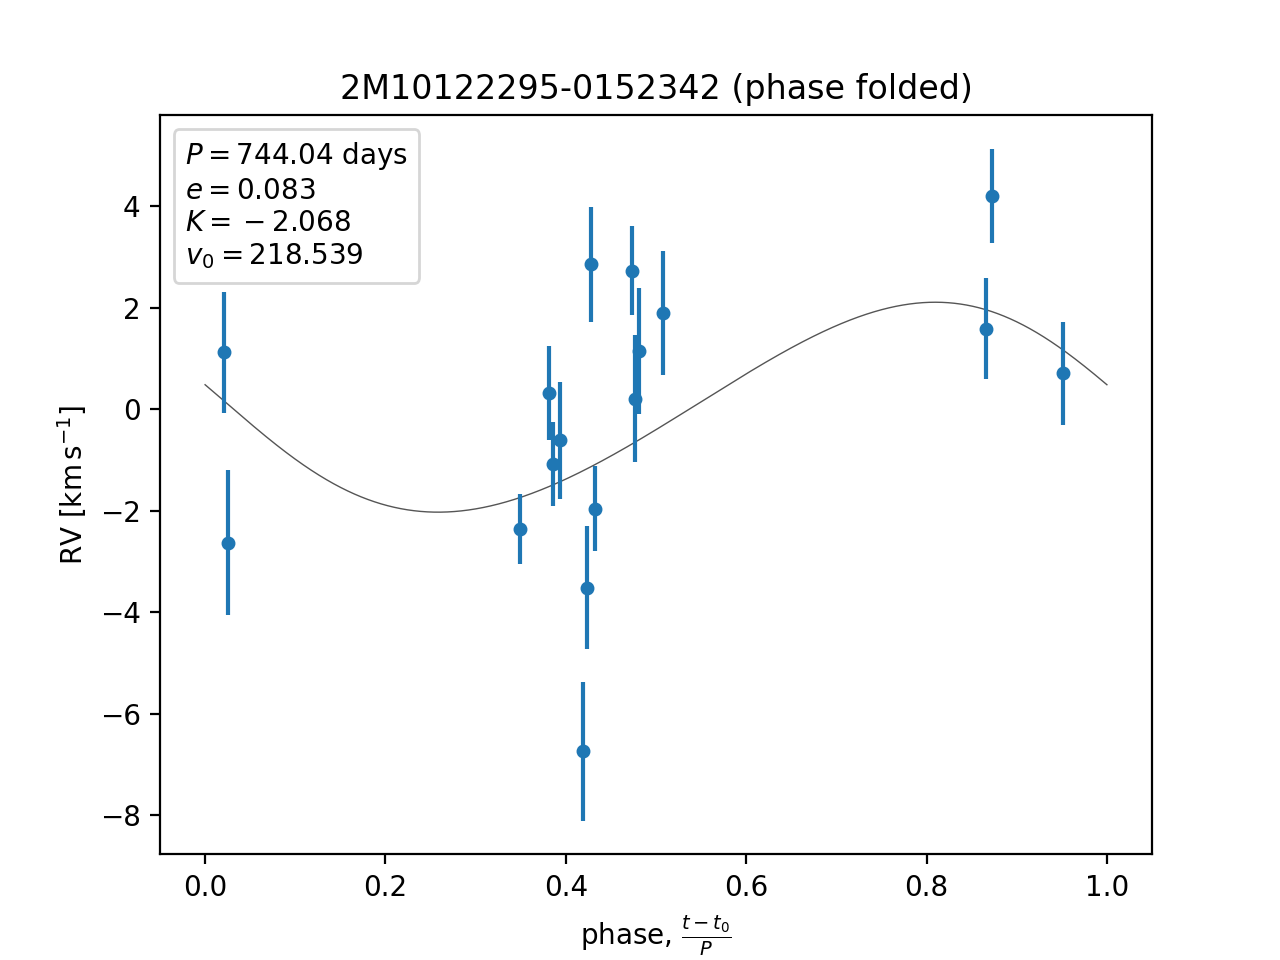 2M10122295-0152342 (phase folded)
P = 744.04 days
e = 0.083
K = −2.068
v₀ = 218.539
4
2
0
−2
−4
−6
−8
RV [km s⁻¹]
0.0 0.2 0.4 0.6 0.8 1.0
phase, (t − t₀)/P